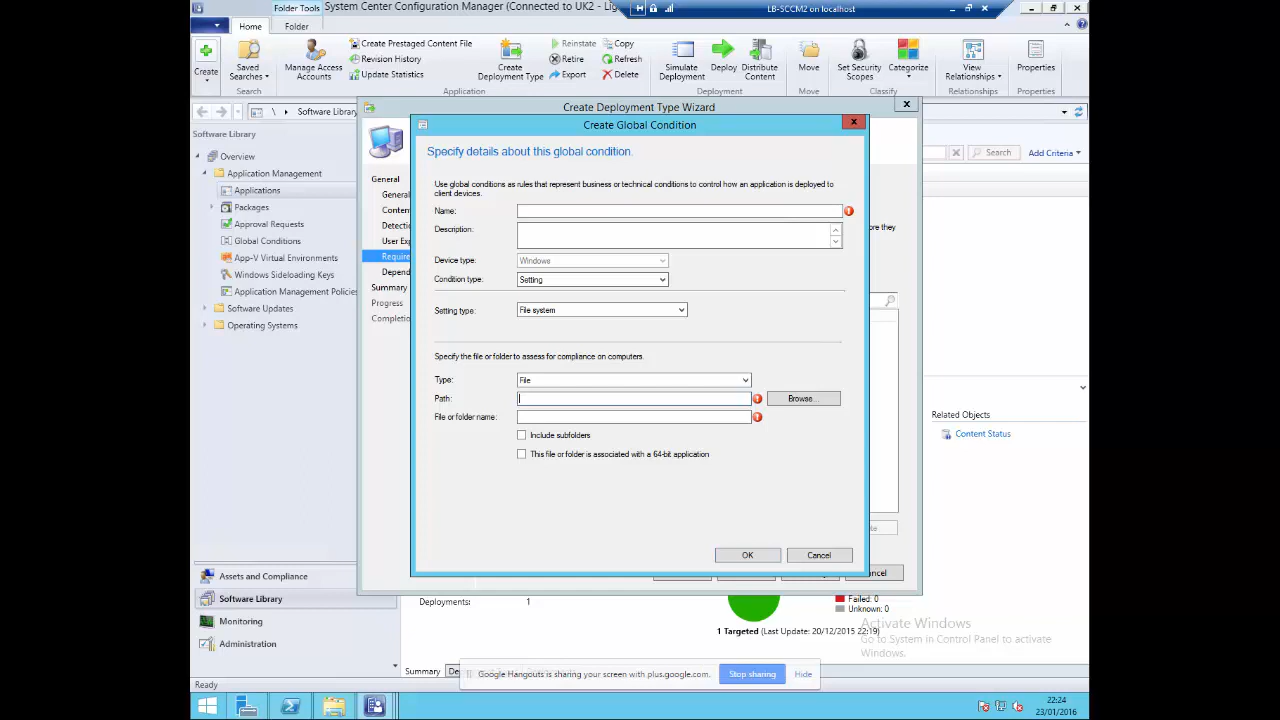 Folder Tools
System Center Configuration Manager (Connected to UK2 - Li
LB-SCCM2 on localhost
Home
Folder
Create
Saved
Searches
Search
Manage Access
Accounts
Create Prestaged Content File
Revision History
Update Statistics
Application
Create
Deployment Type
Reinstate
Retire
Export
Copy
Refresh
Delete
Simulate
Deployment
Deploy
Distribute
Content
Deployment
Move
Move
Set Security
Scopes
Categorize
Classify
View
Relationships
Relationships
Properties
Properties
\ Software Library
Search
Add Criteria
Software Library
Overview
Application Management
Applications
Packages
Approval Requests
Global Conditions
App-V Virtual Environments
Windows Sideloading Keys
Application Management Policies
Software Updates
Operating Systems
Assets and Compliance
Software Library
Monitoring
Administration
Ready
Create Deployment Type Wizard
General
General
Conten
Detecti
User Exp
Require
Depend
Summary
Progress
Completio
ore they
ncel
Create Global Condition
Specify details about this global condition.
Use global conditions as rules that represent business or technical conditions to control how an application is deployed to
client devices.
Name:
Description:
Device type: Windows
Condition type: Setting
Setting type: File system
Specify the file or folder to assess for compliance on computers.
Type: File
Path: Browse...
File or folder name:
Include subfolders
This file or folder is associated with a 64-bit application
OK Cancel
Related Objects
Content Status
Deployments: 1
Failed: 0
Unknown: 0
1 Targeted (Last Update: 20/12/2015 22:19)
Activate Windows
Go to System in Control Panel to activate
Windows.
Summary
Google Hangouts is sharing your screen with plus.google.com.
Stop sharing
Hide
22:24
23/01/2016